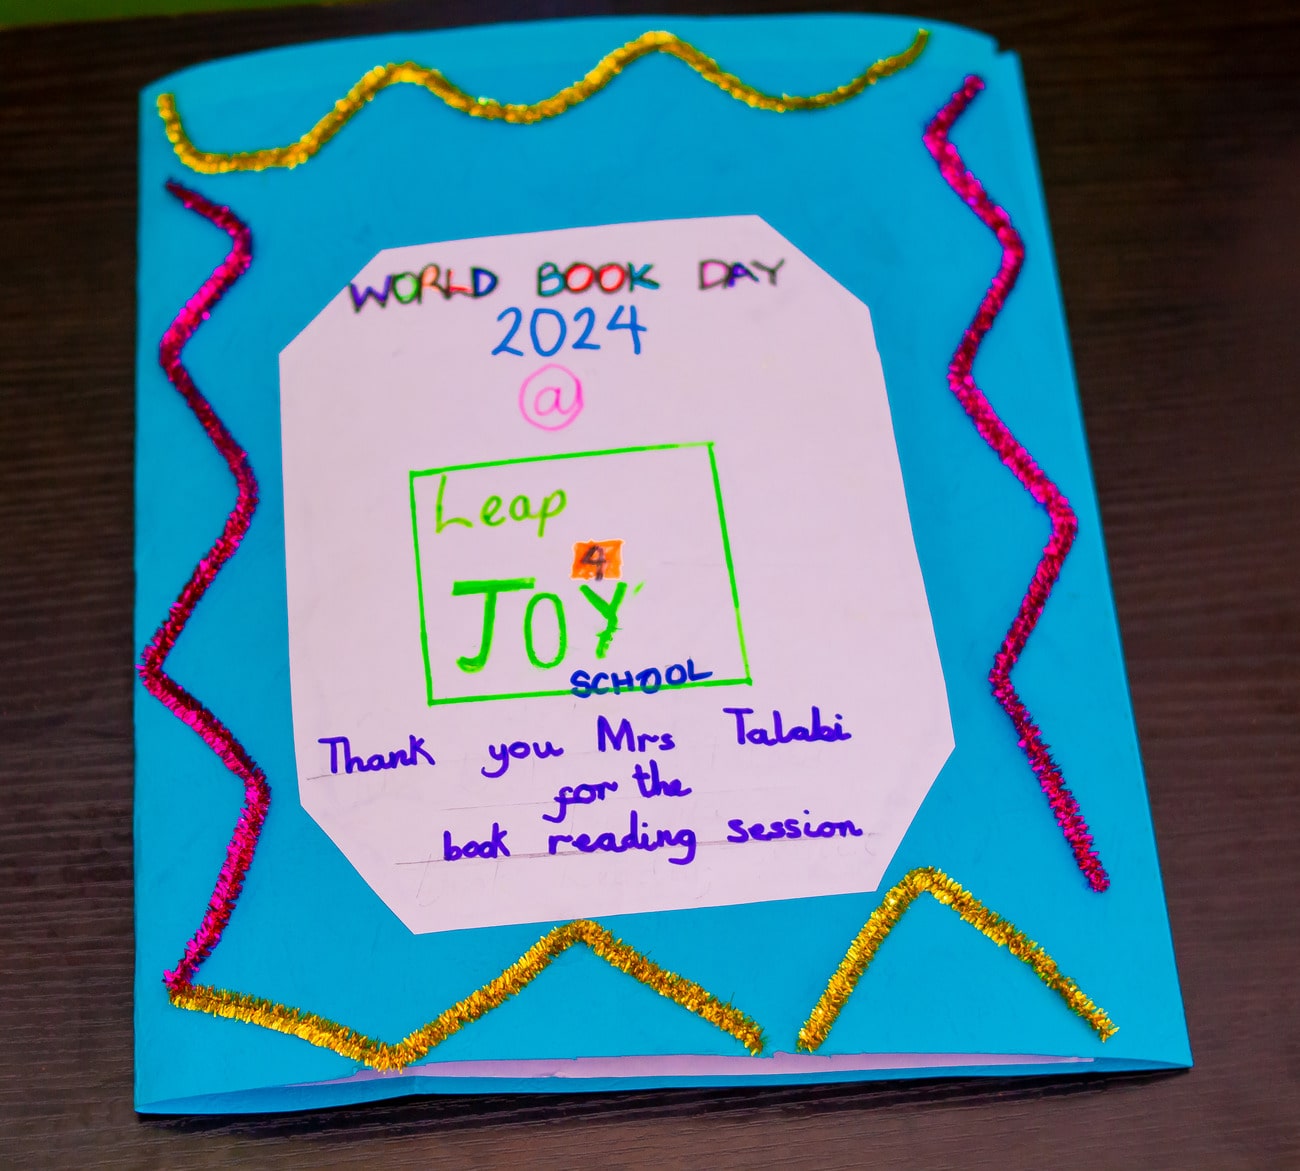 WORLD BOOK DAY
2024
@
Leap
4
JOY
SCHOOL
Thank you Mrs Talabi
for the
book reading session